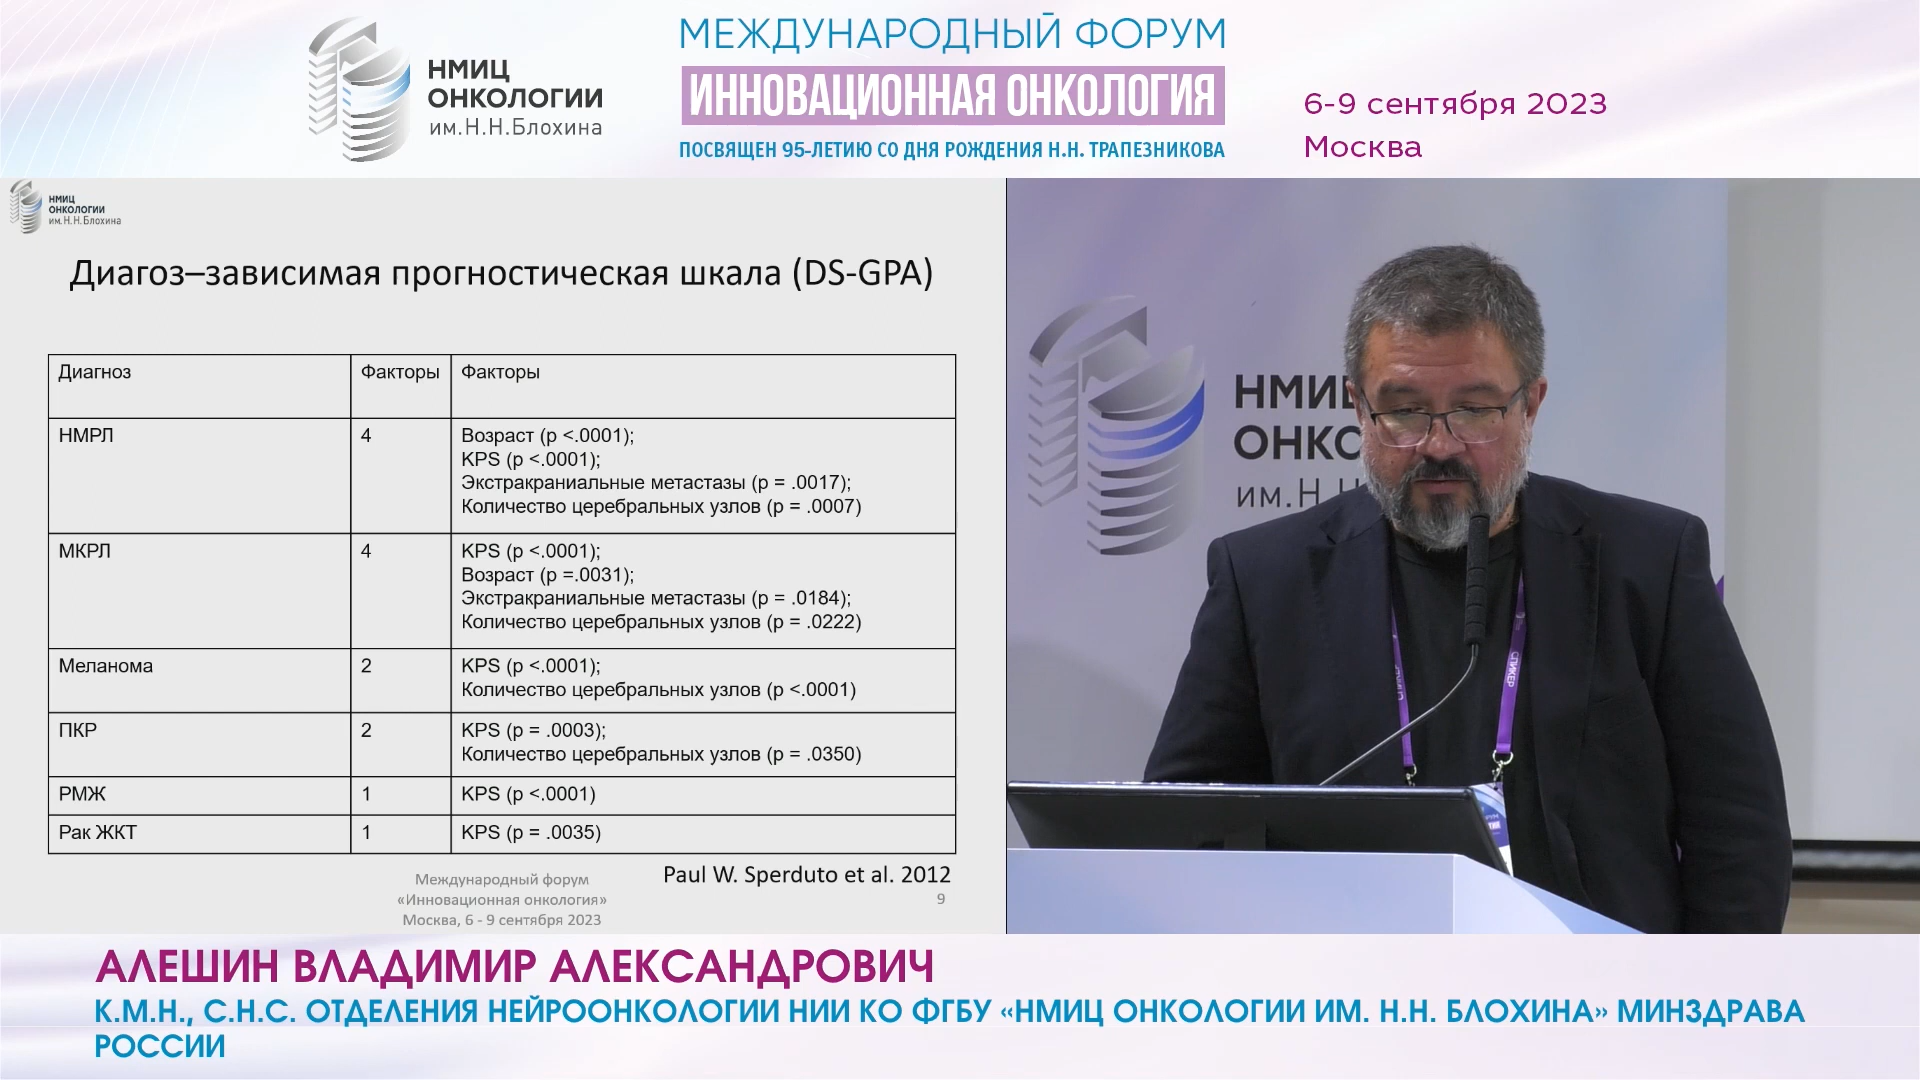 НМИЦ
ОНКОЛОГИИ
им.Н.Н.Блохина
МЕЖДУНАРОДНЫЙ ФОРУМ
ИННОВАЦИОННАЯ ОНКОЛОГИЯ
ПОСВЯЩЕН 95-ЛЕТИЮ СО ДНЯ РОЖДЕНИЯ Н.Н. ТРАПЕЗНИКОВА
6-9 сентября 2023
Москва
НМИЦ
ОНКОЛОГИИ
им.Н.Н.Блохина
Диагоз–зависимая прогностическая шкала (DS-GPA)
Диагноз Факторы Факторы
НМРЛ 4 Возраст (p <.0001);
KPS (p <.0001);
Экстракраниальные метастазы (p = .0017);
Количество церебральных узлов (p = .0007)
МКРЛ 4 KPS (p <.0001);
Возраст (p =.0031);
Экстракраниальные метастазы (p = .0184);
Количество церебральных узлов (p = .0222)
Меланома 2 KPS (p <.0001);
Количество церебральных узлов (p <.0001)
ПКР 2 KPS (p = .0003);
Количество церебральных узлов (p = .0350)
РМЖ 1 KPS (p <.0001)
Рак ЖКТ 1 KPS (p = .0035)
Paul W. Sperduto et al. 2012
Международный форум
«Инновационная онкология»
Москва, 6 - 9 сентября 2023
9
НМИЦ
ОНКО
им.Н
СПИКЕР
СПИКЕР
АЛЕШИН ВЛАДИМИР АЛЕКСАНДРОВИЧ
К.М.Н., С.Н.С. ОТДЕЛЕНИЯ НЕЙРООНКОЛОГИИ НИИ КО ФГБУ «НМИЦ ОНКОЛОГИИ ИМ. Н.Н. БЛОХИНА» МИНЗДРАВА
РОССИИ